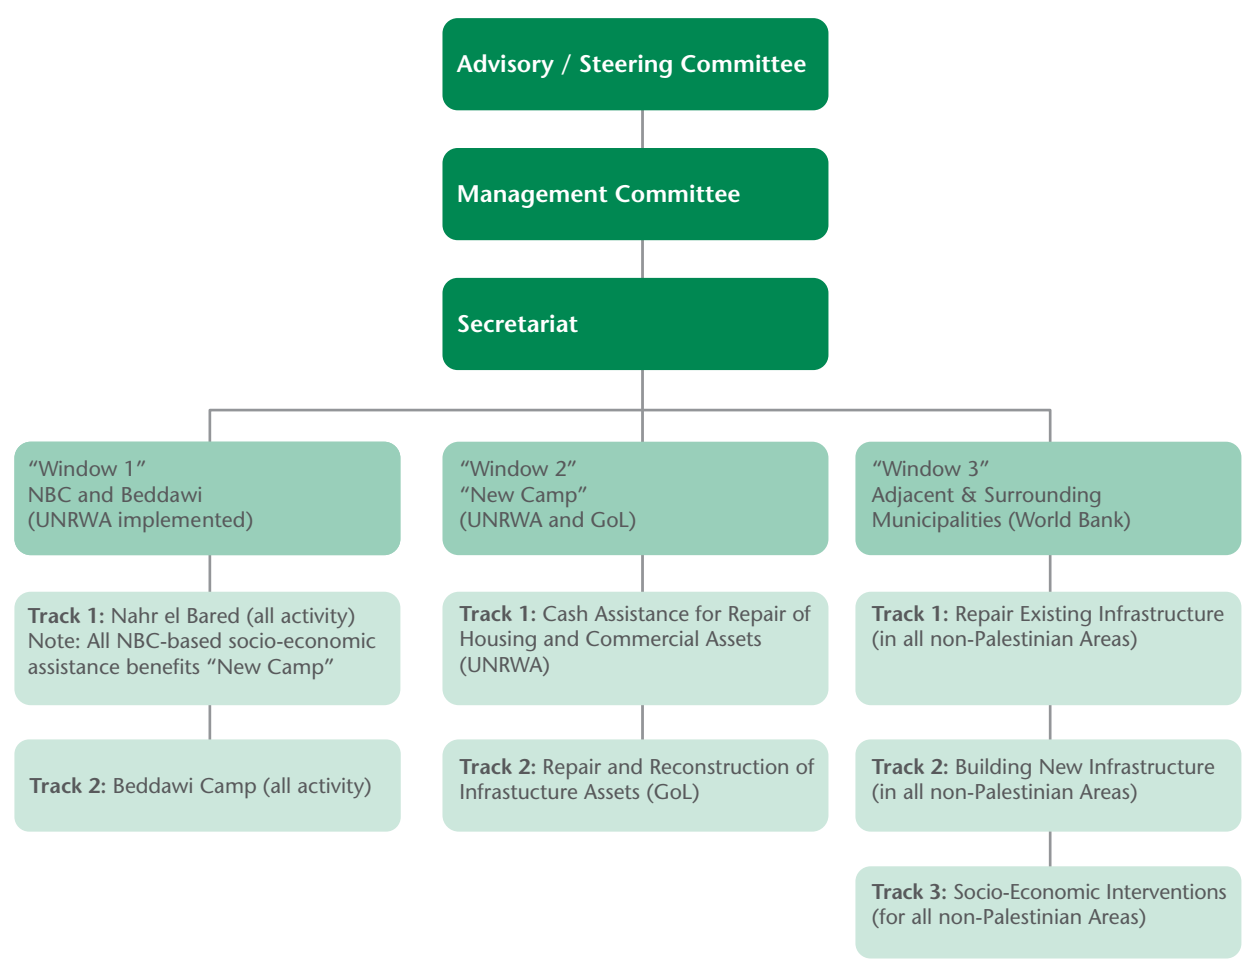 Advisory / Steering Committee
Management Committee
Secretariat
“Window 1”
NBC and Beddawi
(UNRWA implemented)
Track 1: Nahr el Bared (all activity)
Note: All NBC-based socio-economic
assistance benefits “New Camp”
Track 2: Beddawi Camp (all activity)
“Window 2”
“New Camp”
(UNRWA and GoL)
Track 1: Cash Assistance for Repair of
Housing and Commercial Assets
(UNRWA)
Track 2: Repair and Reconstruction of
Infrastucture Assets (GoL)
“Window 3”
Adjacent & Surrounding
Municipalities (World Bank)
Track 1: Repair Existing Infrastructure
(in all non-Palestinian Areas)
Track 2: Building New Infrastructure
(in all non-Palestinian Areas)
Track 3: Socio-Economic Interventions
(for all non-Palestinian Areas)